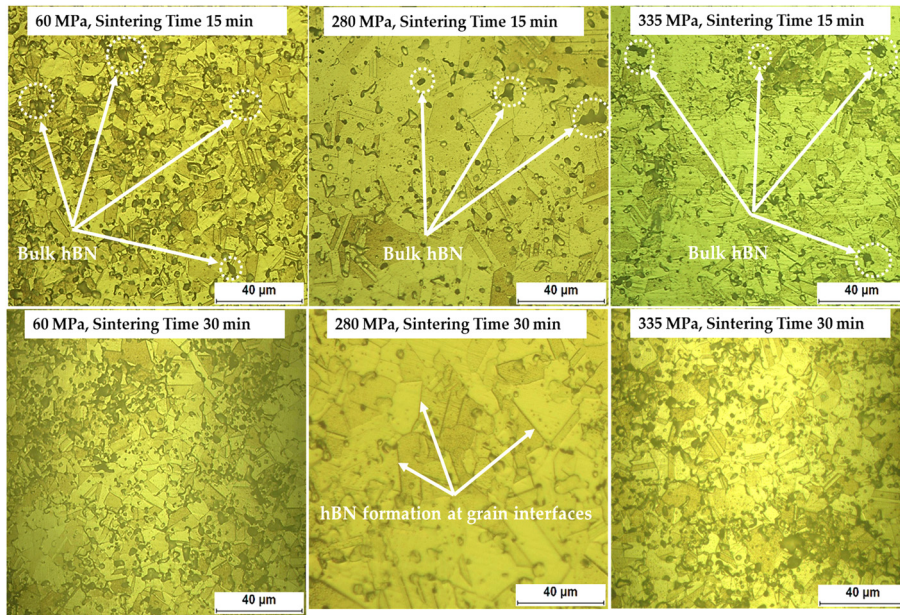 60 MPa, Sintering Time 15 min
280 MPa, Sintering Time 15 min
335 MPa, Sintering Time 15 min
Bulk hBN
Bulk hBN
Bulk hBN
40 µm
40 µm
40 µm
60 MPa, Sintering Time 30 min
280 MPa, Sintering Time 30 min
335 MPa, Sintering Time 30 min
hBN formation at grain interfaces
40 µm
40 µm
40 µm